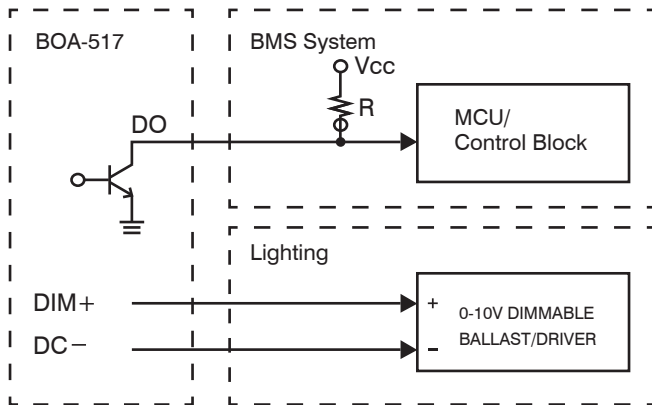 BOA-517
BMS System
Vcc
R
DO
MCU/
Control Block
Lighting
DIM+
DC−
+
0-10V DIMMABLE
BALLAST/DRIVER
−